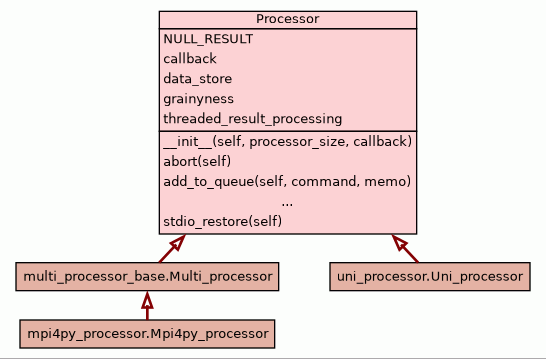 Processor
NULL_RESULT
callback
data_store
grainyness
threaded_result_processing
__init__(self, processor_size, callback)
abort(self)
add_to_queue(self, command, memo)
...
stdio_restore(self)
multi_processor_base.Multi_processor
uni_processor.Uni_processor
mpi4py_processor.Mpi4py_processor